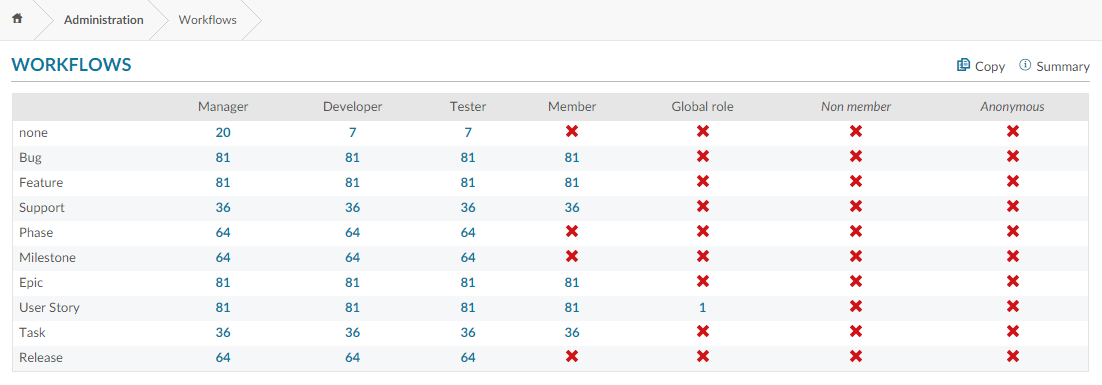 Administration Workflows
WORKFLOWS
Copy Summary
Manager Developer Tester Member Global role Non member Anonymous
none 20 7 7
Bug 81 81 81 81
Feature 81 81 81 81
Support 36 36 36 36
Phase 64 64 64
Milestone 64 64 64
Epic 81 81 81 81
User Story 81 81 81 81 1
Task 36 36 36 36
Release 64 64 64